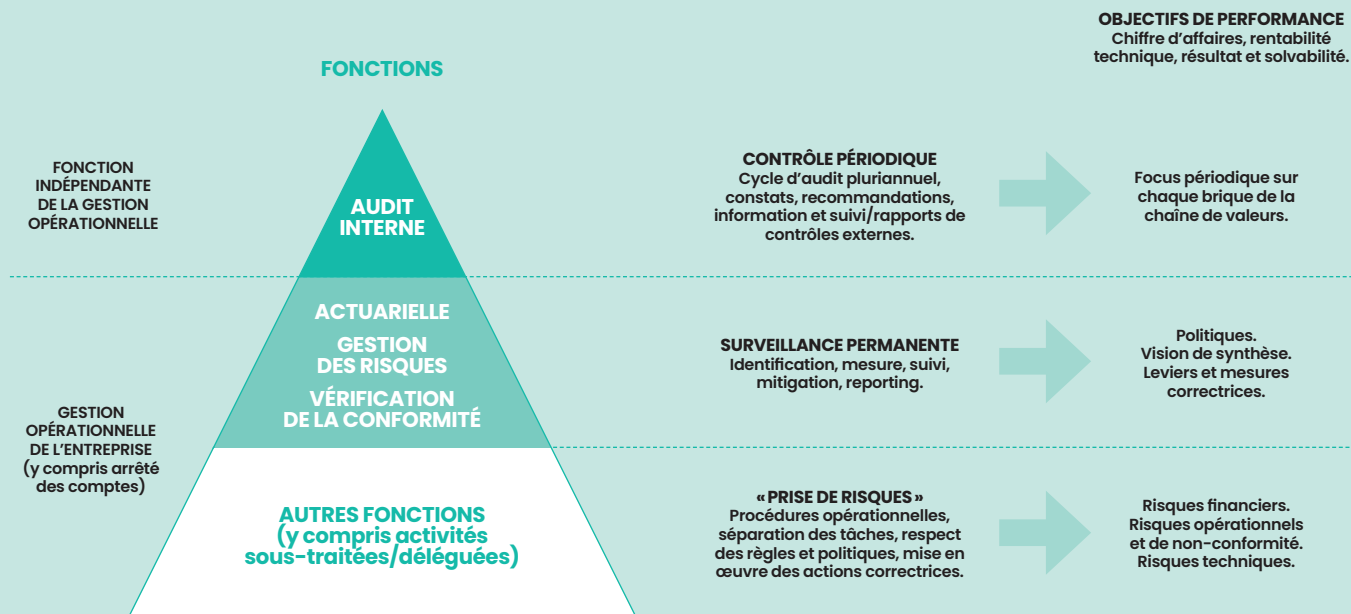 OBJECTIFS DE PERFORMANCE
Chiffre d’affaires, rentabilité
technique, résultat et solvabilité.
FONCTIONS
FONCTION
INDÉPENDANTE
DE LA GESTION
OPÉRATIONNELLE
AUDIT
INTERNE
CONTRÔLE PÉRIODIQUE
Cycle d’audit pluriannuel,
constats, recommandations,
information et suivi/rapports de
contrôles externes.
Focus périodique sur
chaque brique de la
chaîne de valeurs.
GESTION
OPÉRATIONNELLE
DE L’ENTREPRISE
(y compris arrêté
des comptes)
ACTUARIELLE
GESTION
DES RISQUES
VÉRIFICATION
DE LA CONFORMITÉ
SURVEILLANCE PERMANENTE
Identification, mesure, suivi,
mitigation, reporting.
Politiques.
Vision de synthèse.
Leviers et mesures
correctrices.
AUTRES FONCTIONS
(y compris activités
sous-traitées/déléguées)
« PRISE DE RISQUES »
Procédures opérationnelles,
séparation des tâches, respect
des règles et politiques, mise en
œuvre des actions correctrices.
Risques financiers.
Risques opérationnels
et de non-conformité.
Risques techniques.